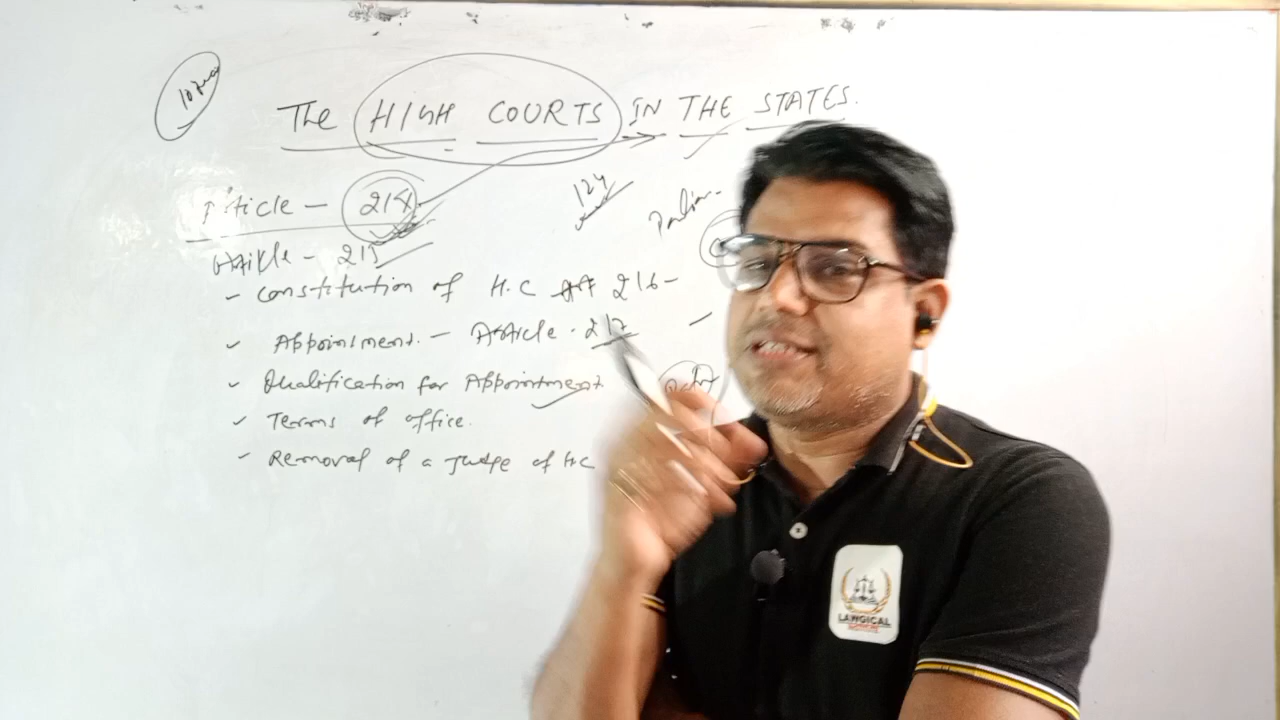 The HIGH COURTS IN THE STATES.
Article - 214
124
Article - 215
- Constitution of H.C Art 216 -
- Appointment. - Article - 217
- Qualification for Appointment
- Terms of office.
- Removal of a Judge of H.C
LAWGICAL